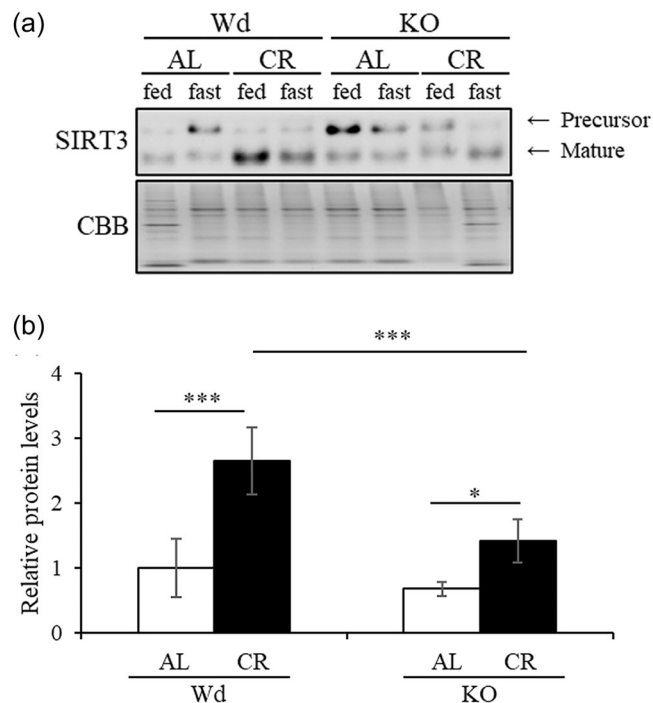 (a)
Wd KO
AL CR AL CR
fed fast fed fast fed fast fed fast
SIRT3
← Precursor
← Mature
CBB
(b)
***
4
3
2
1
0
Relative protein levels
***
*
AL CR AL CR
Wd KO